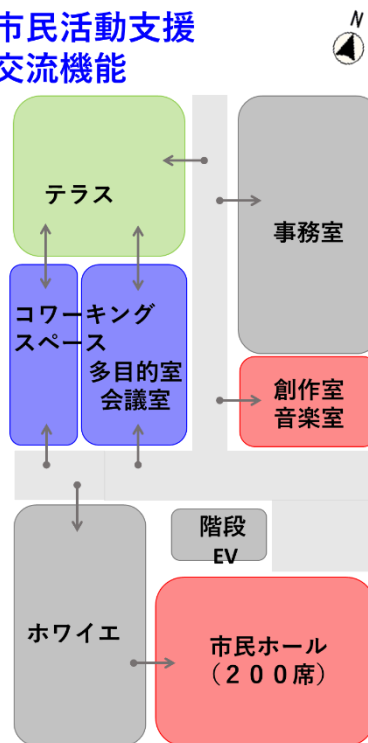 市民活動支援
交流機能
N
テラス
事務室
コワーキング
スペース
多目的室
会議室
創作室
音楽室
階段
EV
ホワイエ
市民ホール
（２００席）